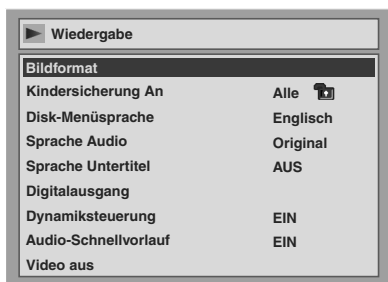 Wiedergabe
Bildformat
Kindersicherung An Alle
Disk-Menüsprache Englisch
Sprache Audio Original
Sprache Untertitel AUS
Digitalausgang
Dynamiksteuerung EIN
Audio-Schnellvorlauf EIN
Video aus